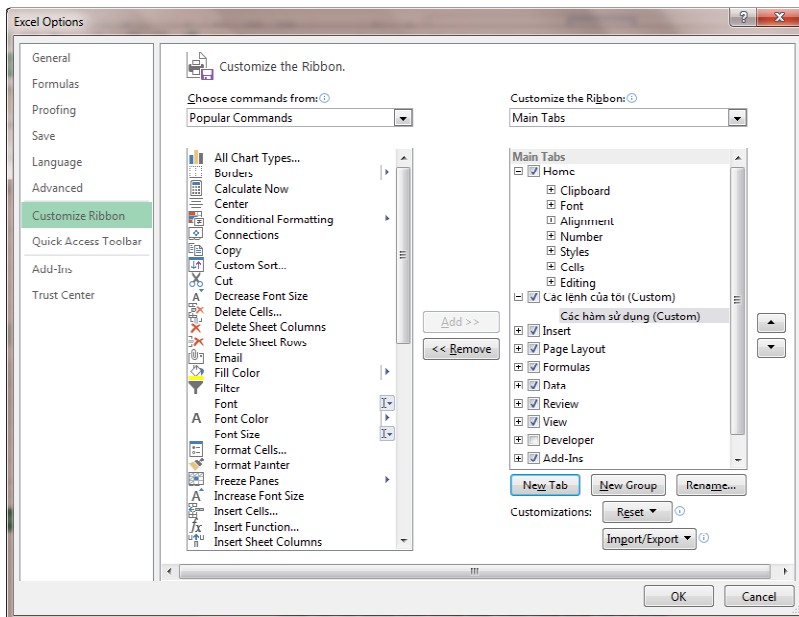 Excel Options
General
Formulas
Proofing
Save
Language
Advanced
Customize Ribbon
Quick Access Toolbar
Add-Ins
Trust Center
Customize the Ribbon.
Choose commands from:
Popular Commands
All Chart Types...
Borders
Calculate Now
Center
Conditional Formatting
Connections
Copy
Custom Sort...
Cut
Decrease Font Size
Delete Cells...
Delete Sheet Columns
Delete Sheet Rows
Email
Fill Color
Filter
Font
Font Color
Font Size
Format Cells...
Format Painter
Freeze Panes
Increase Font Size
Insert Cells...
Insert Function...
Insert Sheet Columns
Add >>
<< Remove
Customize the Ribbon:
Main Tabs
Main Tabs
Home
Clipboard
Font
Alignment
Number
Styles
Cells
Editing
Các lệnh của tôi (Custom)
Các hàm sử dụng (Custom)
Insert
Page Layout
Formulas
Data
Review
View
Developer
Add-Ins
New Tab
New Group
Rename...
Customizations:
Reset
Import/Export
OK
Cancel